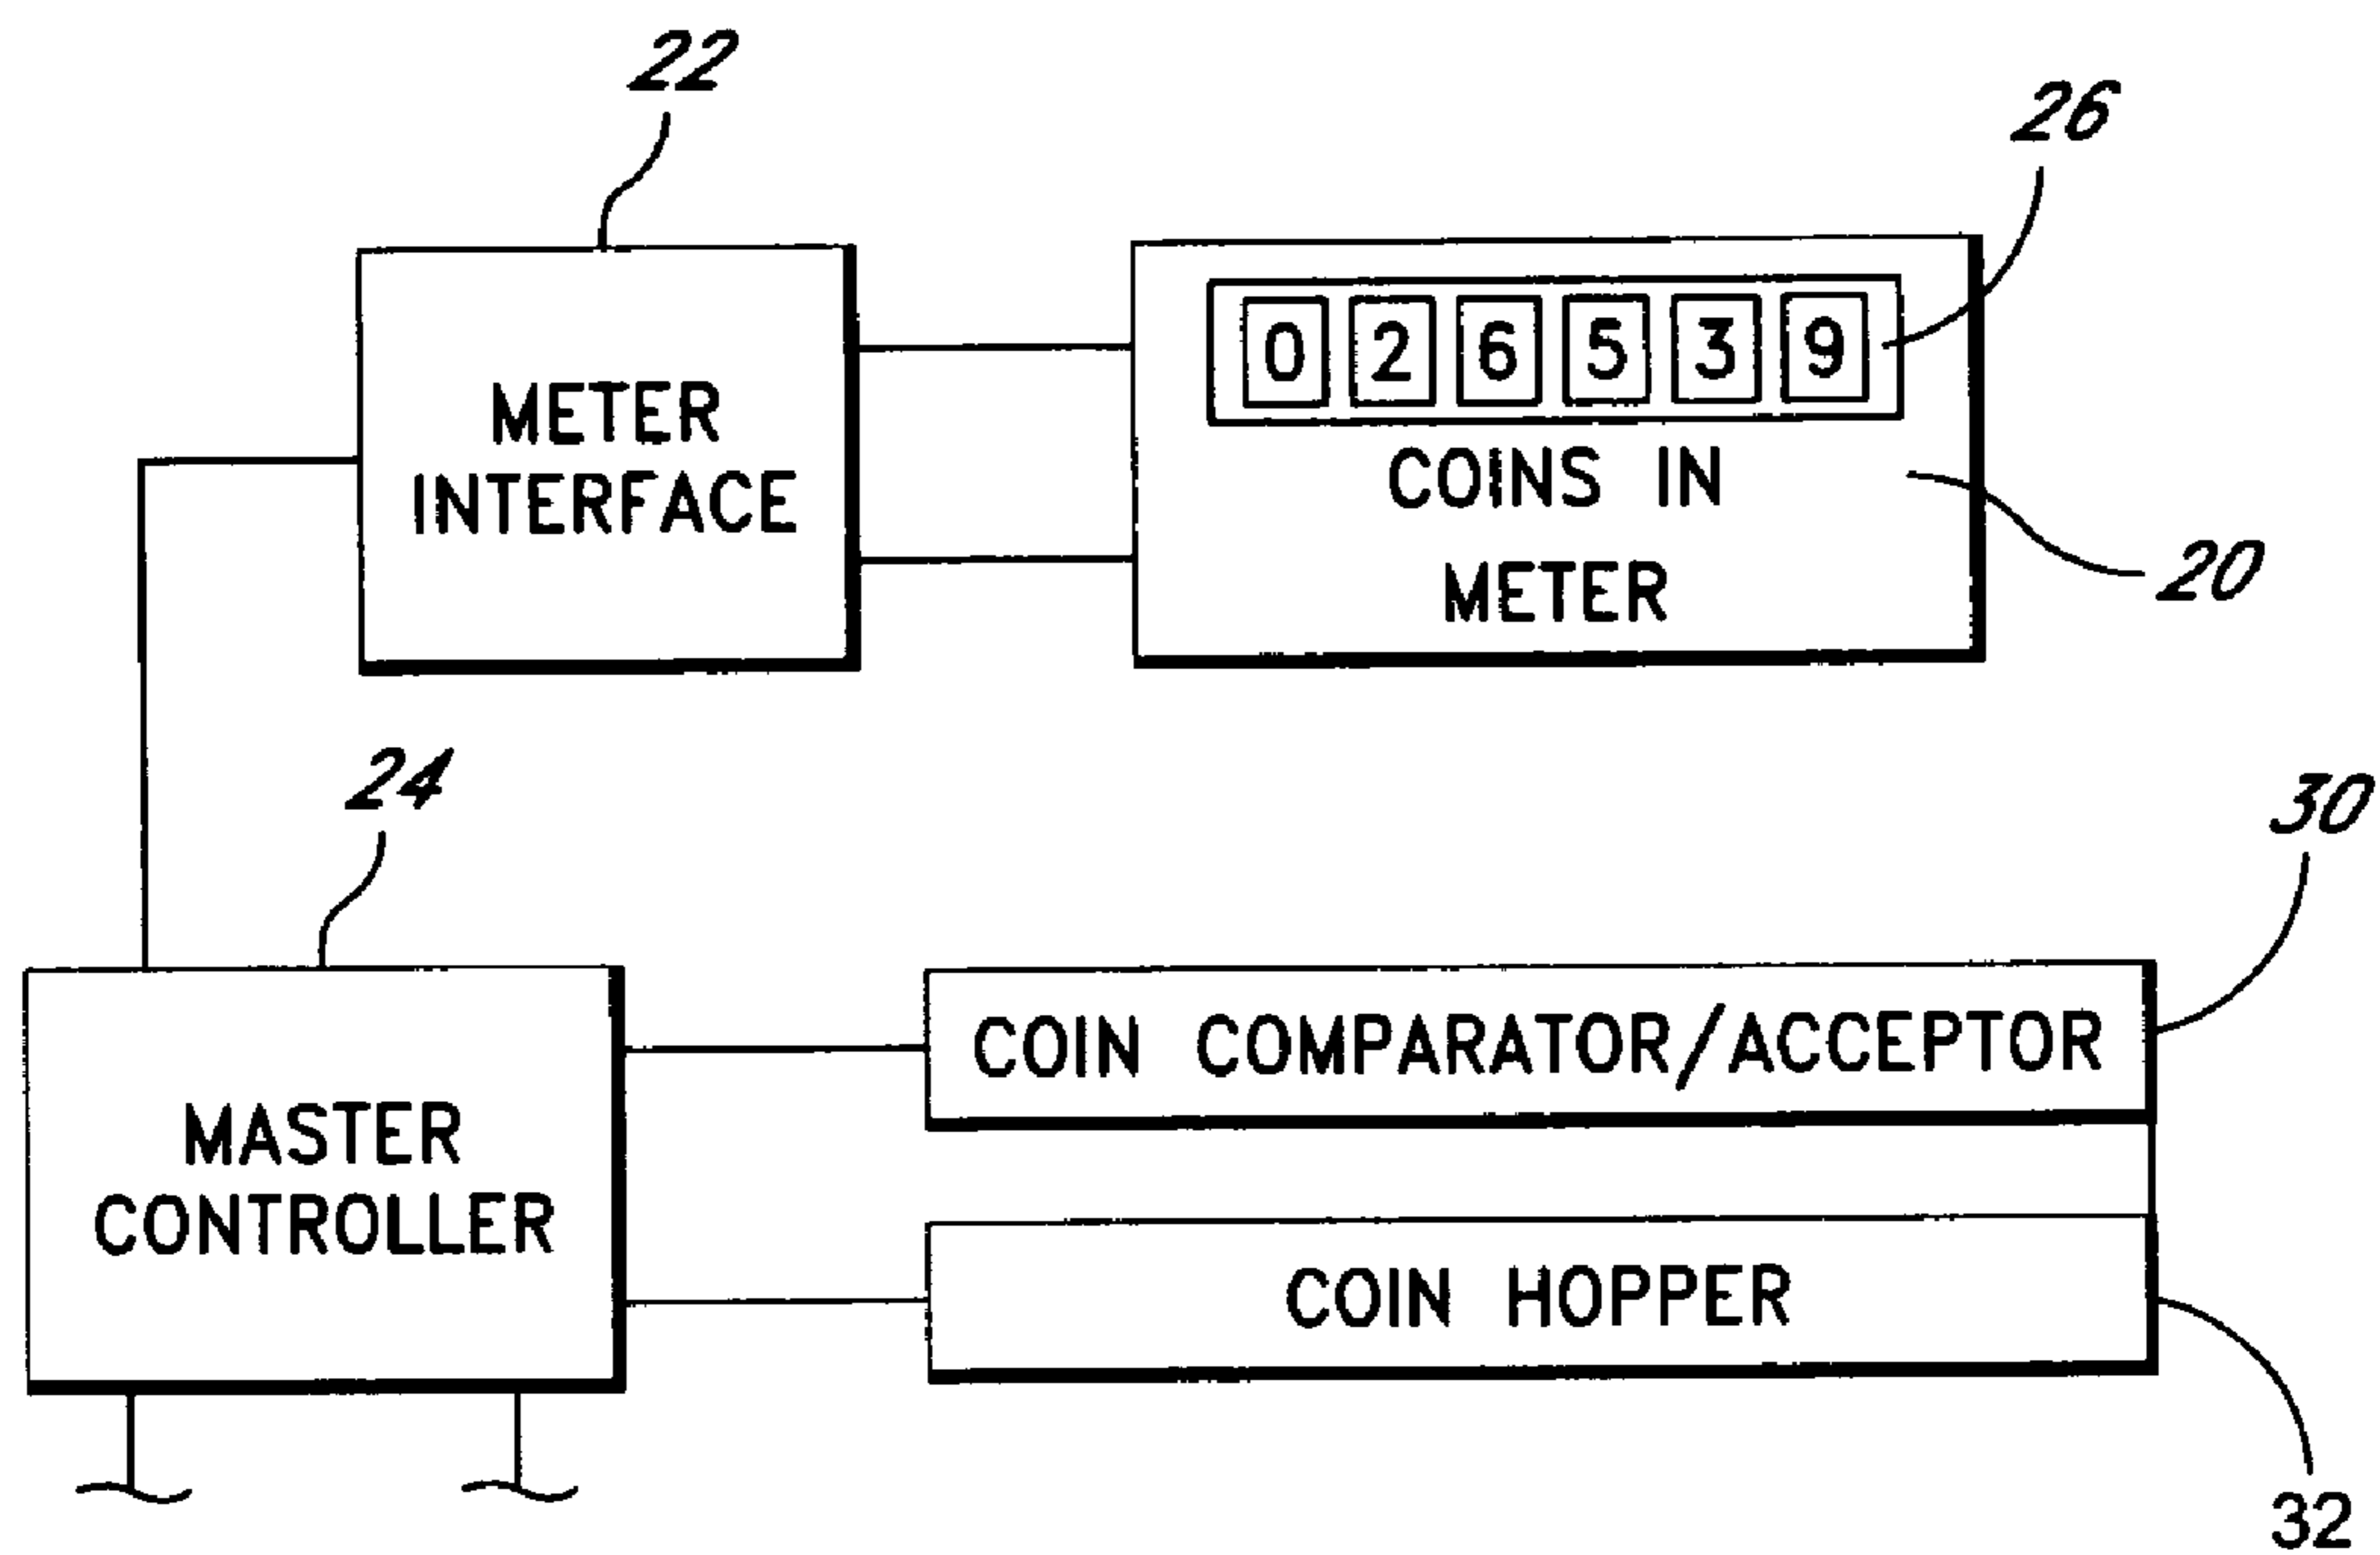 22
26
0 2 6 5 3 9
METER
INTERFACE
COINS IN
METER
20
24
30
COIN COMPARATOR/ACCEPTOR
MASTER
CONTROLLER
COIN HOPPER
32